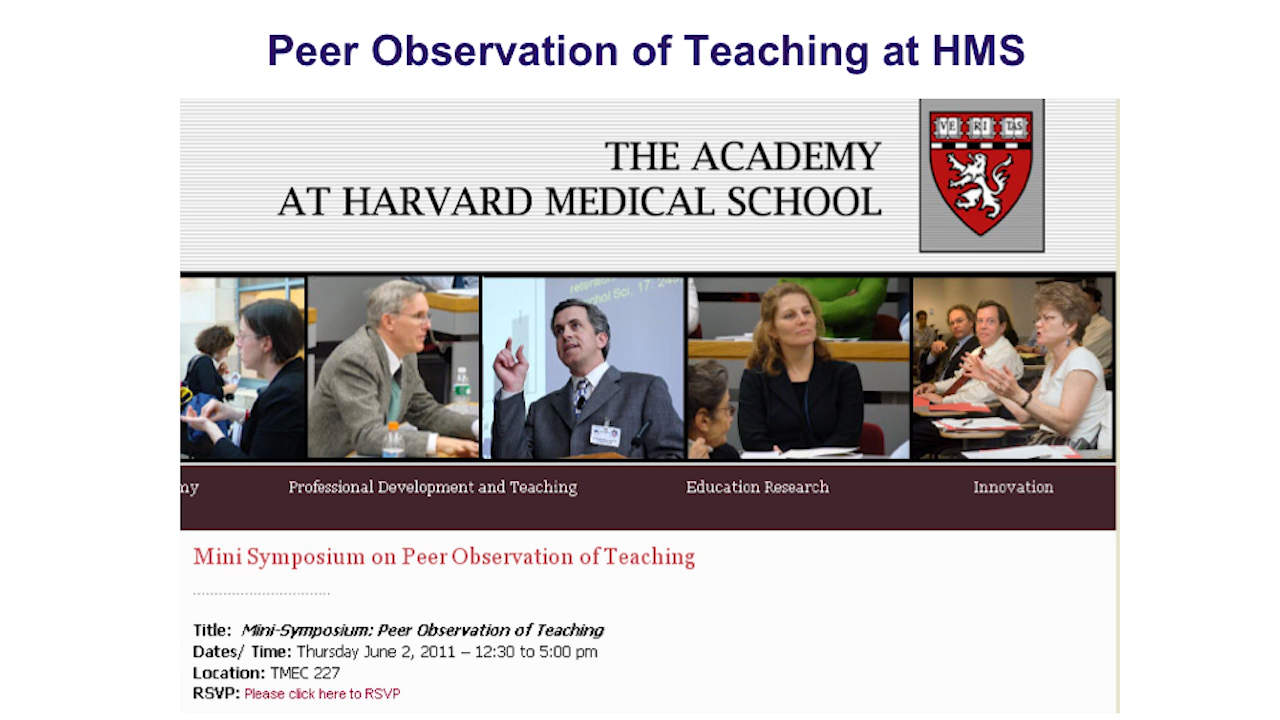 Peer Observation of Teaching at HMS
THE ACADEMY
AT HARVARD MEDICAL SCHOOL
VE RI TAS
my
Professional Development and Teaching
Education Research
Innovation
Mini Symposium on Peer Observation of Teaching
Title: Mini-Symposium: Peer Observation of Teaching
Dates/ Time: Thursday June 2, 2011 – 12:30 to 5:00 pm
Location: TMEC 227
RSVP: Please click here to RSVP